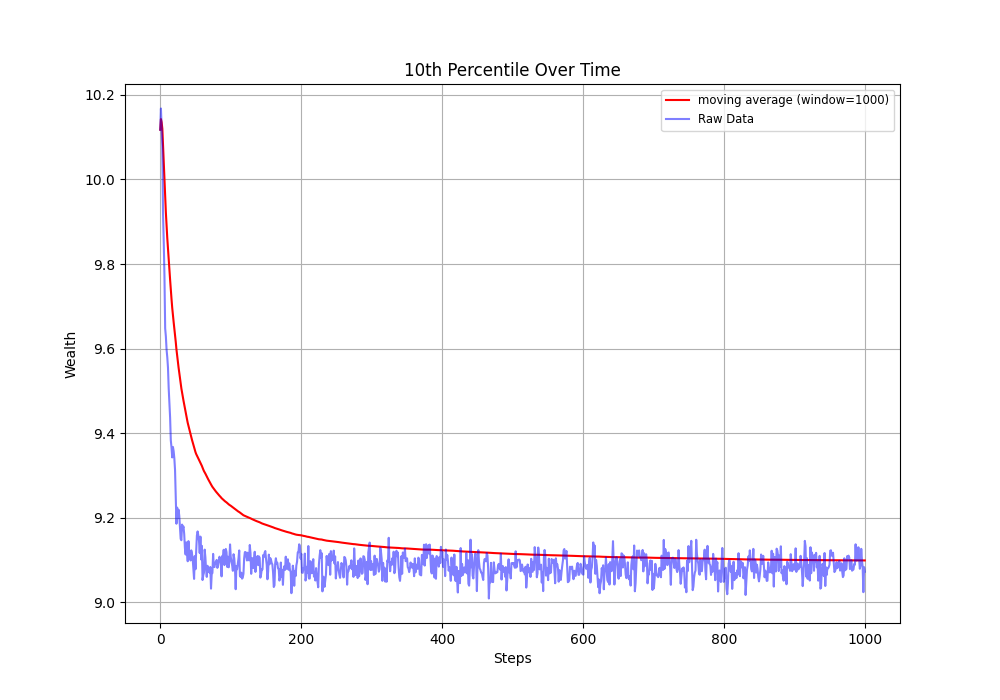 10th Percentile Over Time
moving average (window=1000)
Raw Data
10.2
10.0
9.8
9.6
9.4
9.2
9.0
Wealth
0 200 400 600 800 1000
Steps